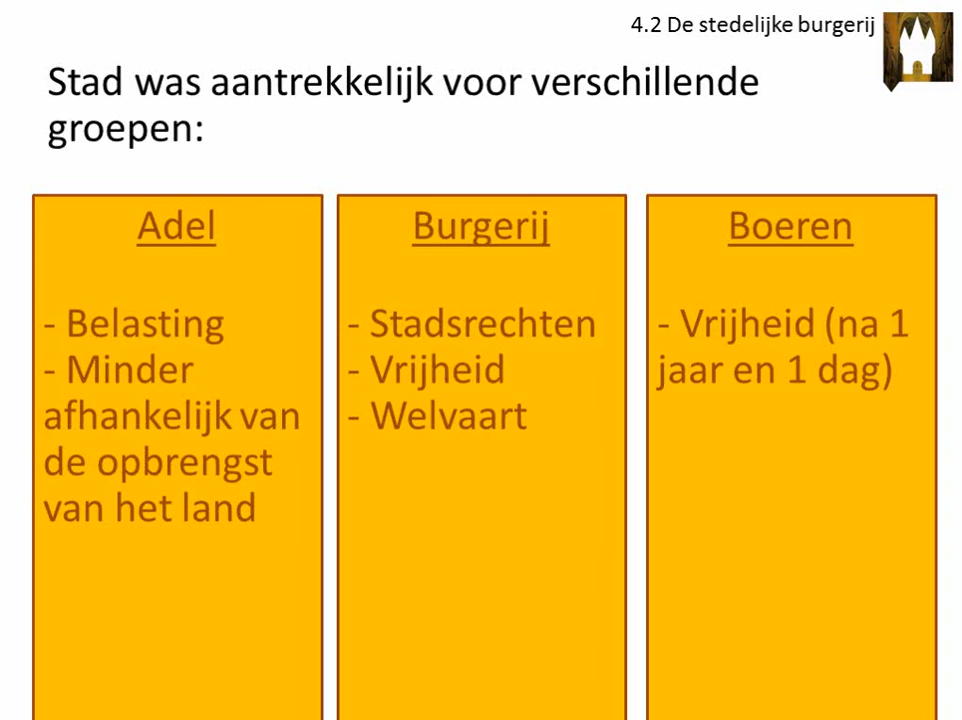 4.2 De stedelijke burgerij
Stad was aantrekkelijk voor verschillende
groepen:
Adel
- Belasting
- Minder
afhankelijk van
de opbrengst
van het land
Burgerij
- Stadsrechten
- Vrijheid
- Welvaart
Boeren
- Vrijheid (na 1
jaar en 1 dag)